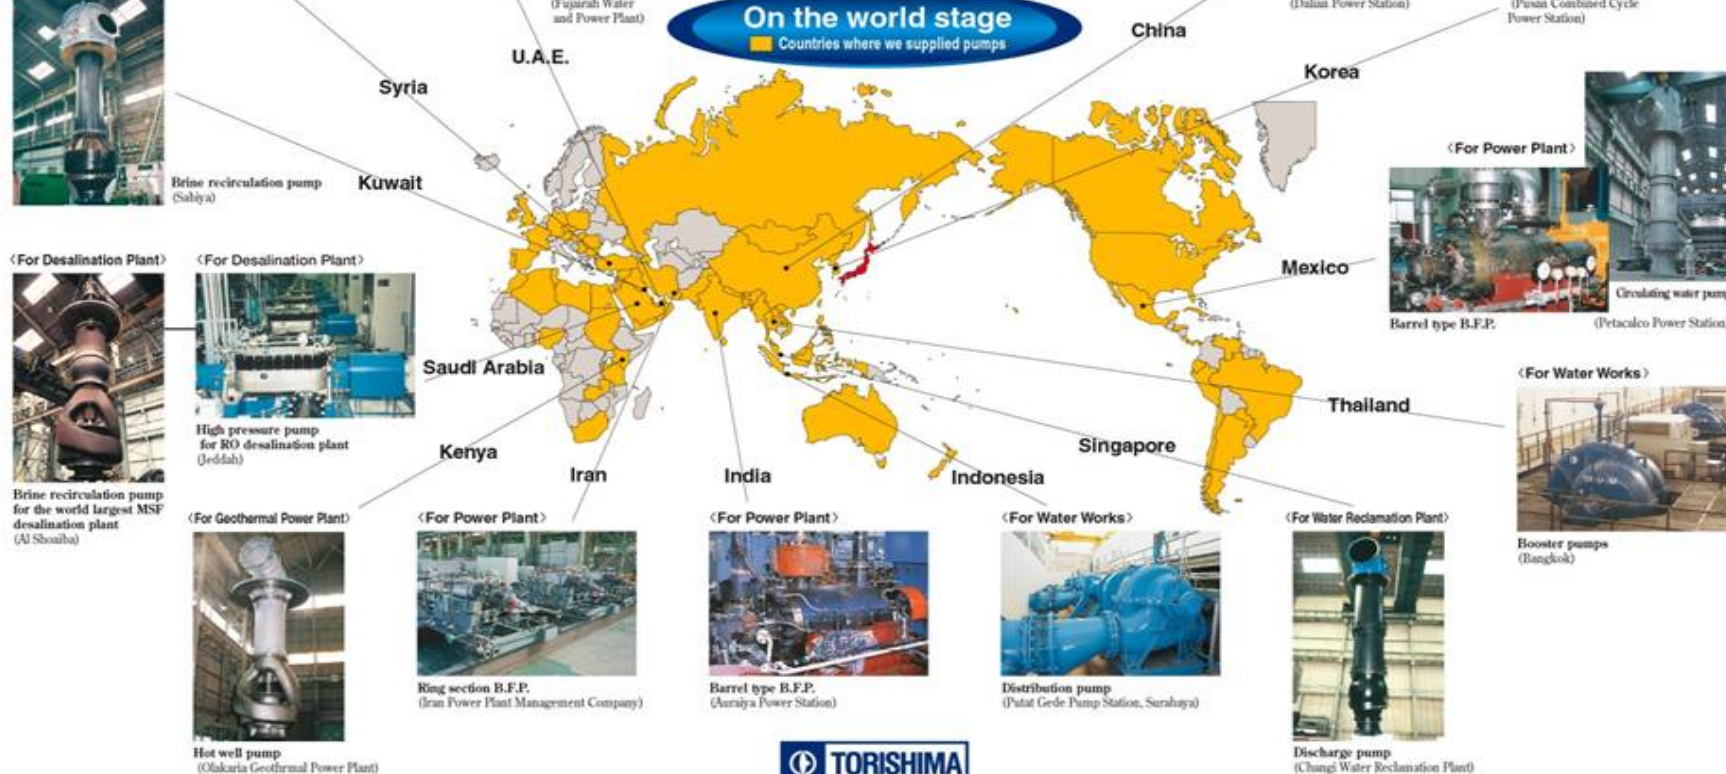 (Fujairah Water
and Power Plant)
On the world stage
Countries where we supplied pumps
(Dalian Power Station)
(Pusan Combined Cycle
Power Station)
U.A.E.
Syria
China
Korea
Kuwait
Brine recirculation pump
(Sabiya)
〈For Power Plant〉
Barrel type B.F.P.
Circulating water pump
(Petacalco Power Station
Mexico
〈For Desalination Plant〉
〈For Desalination Plant〉
Saudi Arabia
High pressure pump
for RO desalination plant
(Jeddah)
Brine recirculation pump
for the world largest MSF
desalination plant
(Al Shoaiba)
Kenya
Iran
India
Indonesia
Singapore
Thailand
〈For Water Works〉
Booster pumps
(Bangkok)
〈For Geothermal Power Plant〉
Hot well pump
(Olakaria Geothrmal Power Plant)
〈For Power Plant〉
Ring section B.F.P.
(Iran Power Plant Management Company)
〈For Power Plant〉
Barrel type B.F.P.
(Auraiya Power Station)
〈For Water Works〉
Distribution pump
(Putat Gede Pump Station, Surabaya)
〈For Water Reclamation Plant〉
Discharge pump
(Changi Water Reclamation Plant)
TORISHIMA